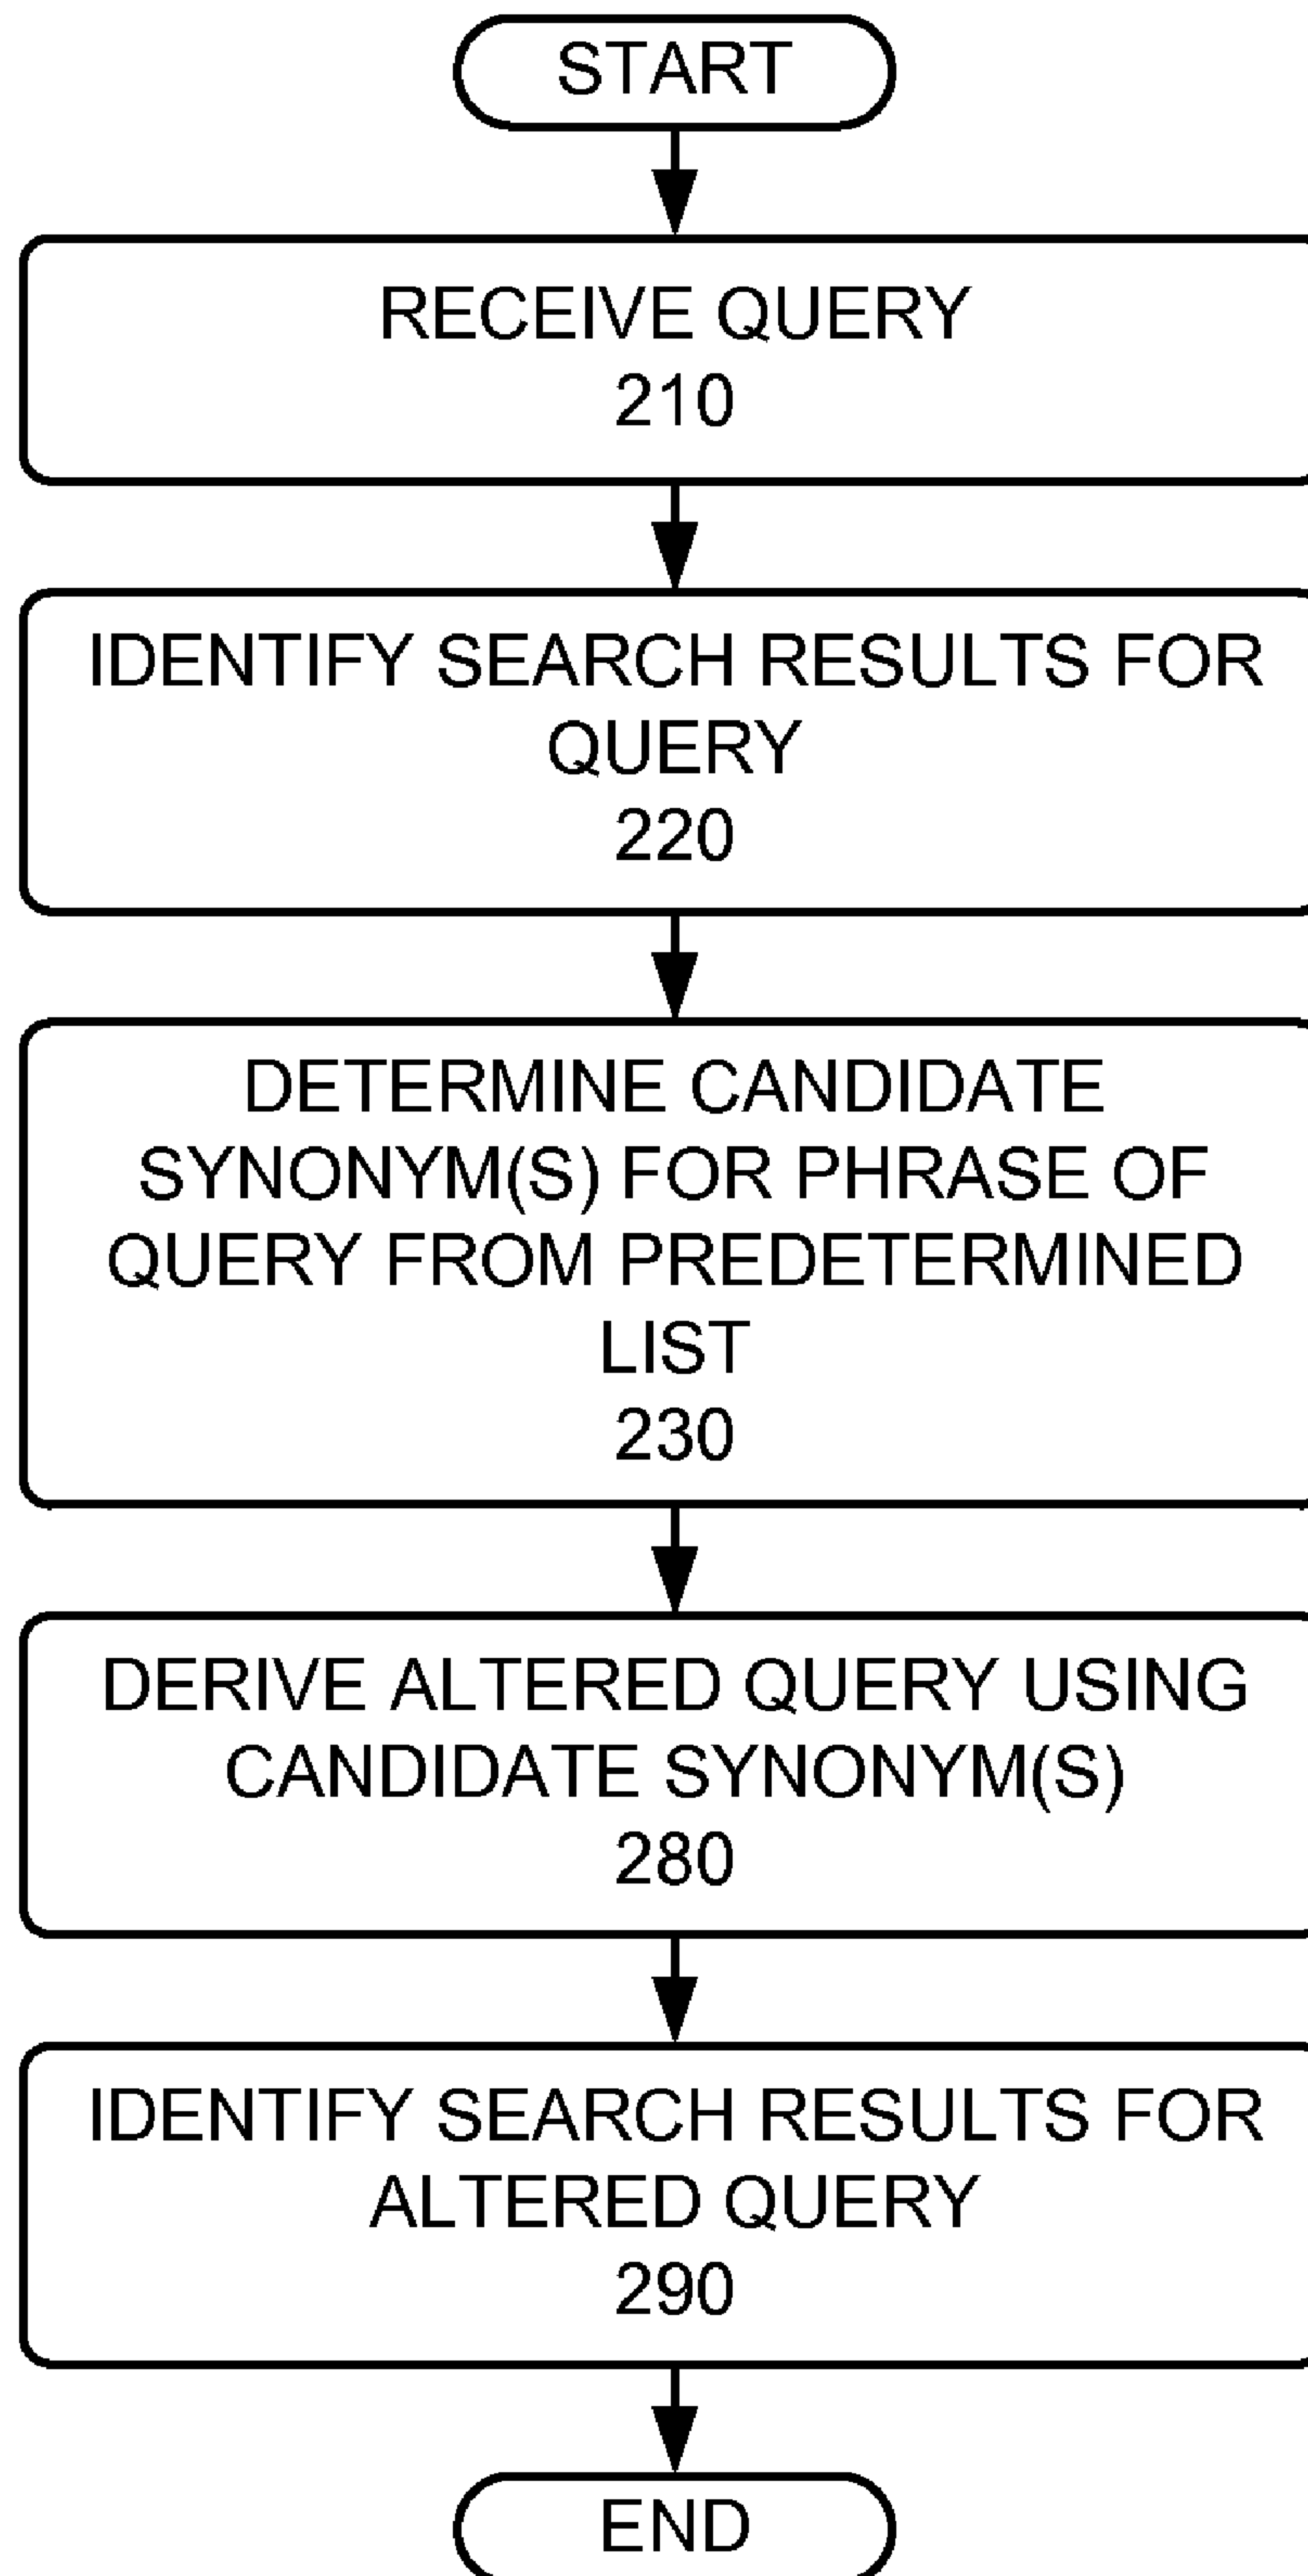 START
RECEIVE QUERY
210
IDENTIFY SEARCH RESULTS FOR
QUERY
220
DETERMINE CANDIDATE
SYNONYM(S) FOR PHRASE OF
QUERY FROM PREDETERMINED
LIST
230
DERIVE ALTERED QUERY USING
CANDIDATE SYNONYM(S)
280
IDENTIFY SEARCH RESULTS FOR
ALTERED QUERY
290
END